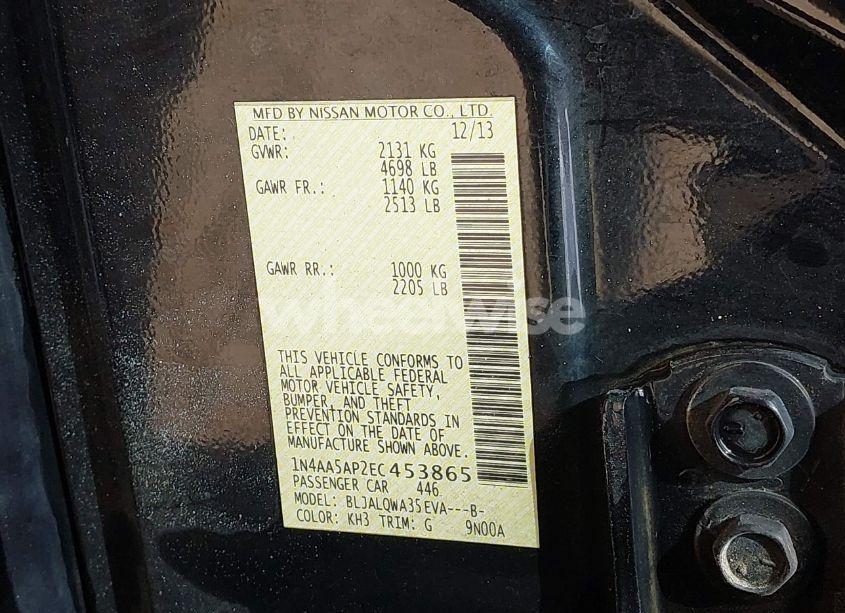 MFD BY NISSAN MOTOR CO., LTD.
DATE: 12/13
GVWR: 2131 KG
4698 LB
GAWR FR.: 1140 KG
2513 LB
GAWR RR.: 1000 KG
2205 LB
wheelwise
THIS VEHICLE CONFORMS TO
ALL APPLICABLE FEDERAL
MOTOR VEHICLE SAFETY,
BUMPER, AND THEFT
PREVENTION STANDARDS IN
EFFECT ON THE DATE OF
MANUFACTURE SHOWN ABOVE.
1N4AA5AP2EC453865
PASSENGER CAR 446
MODEL: BLJALQWA35EVA---B-
COLOR: KH3 TRIM: G 9N00A